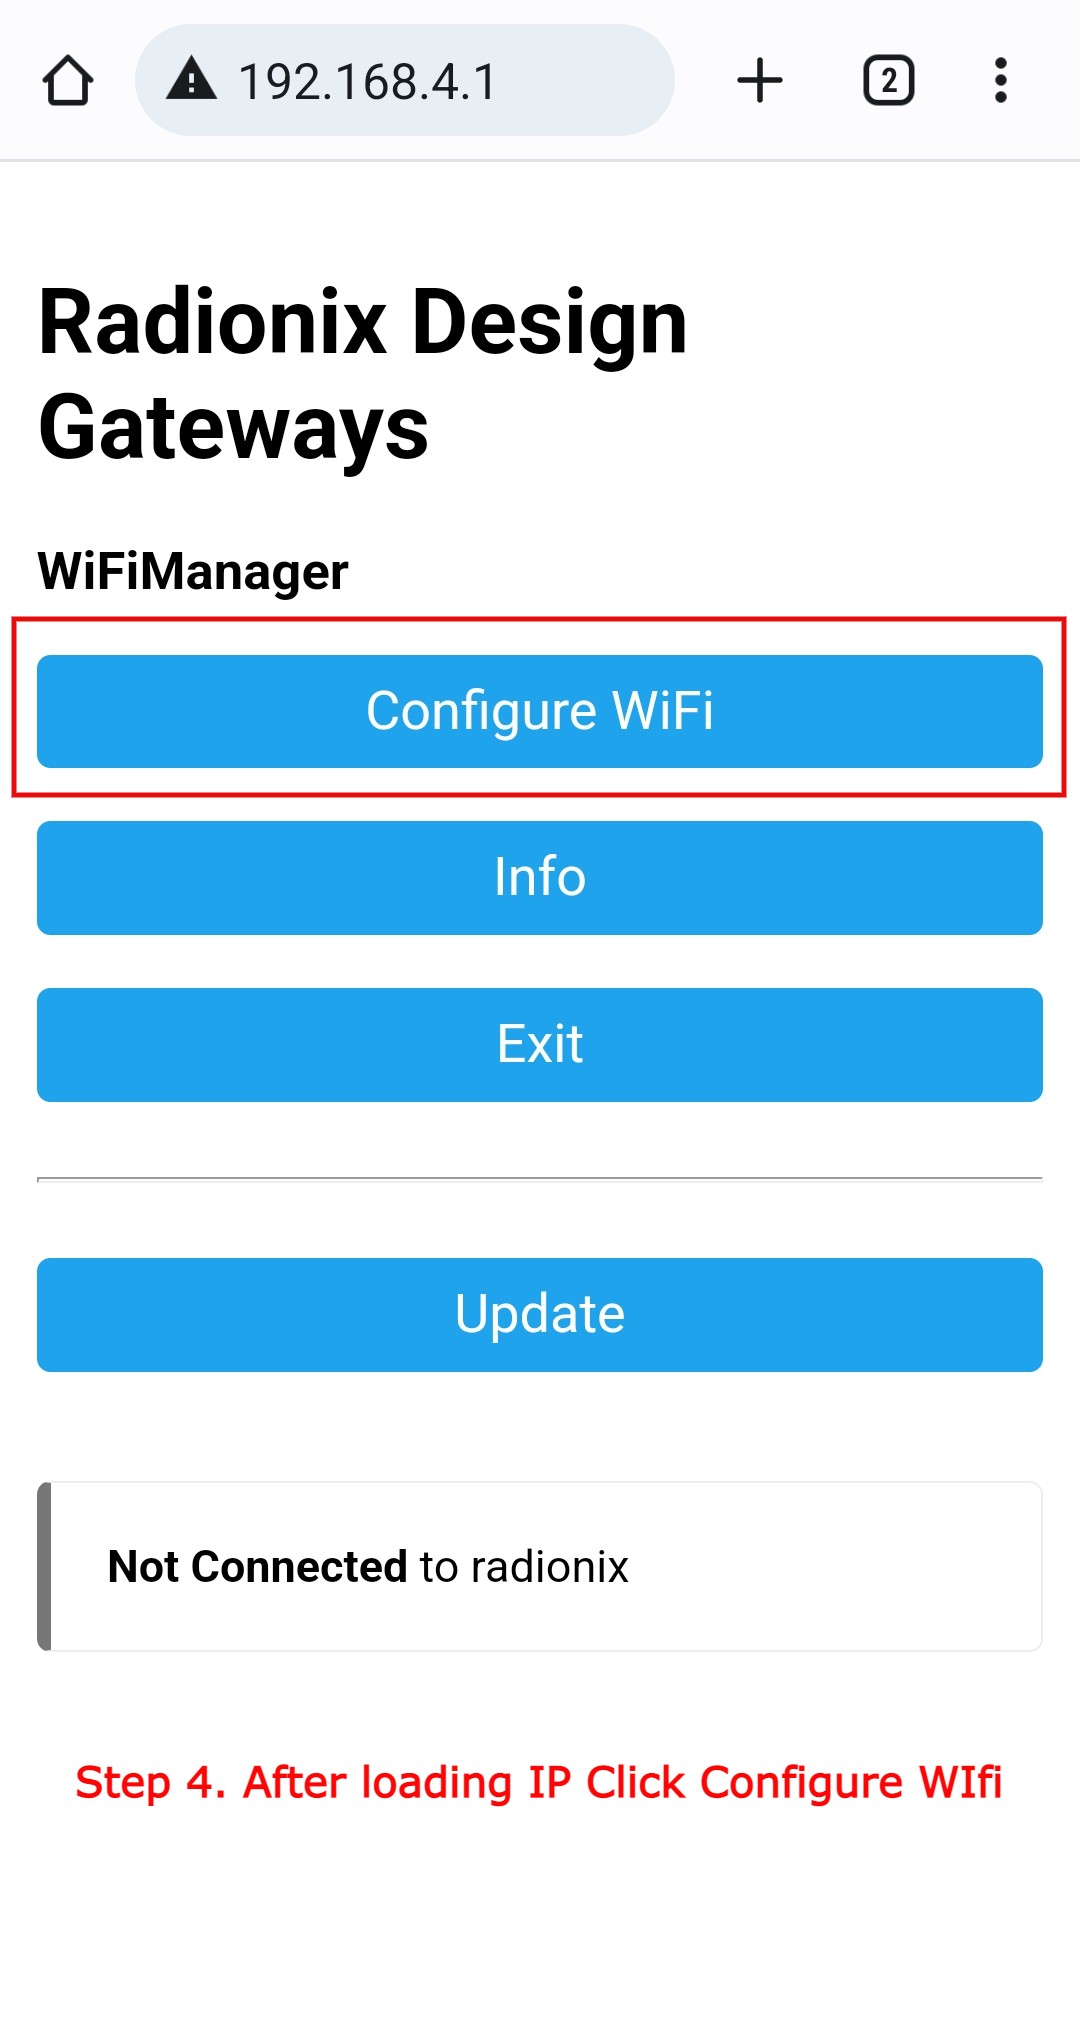 192.168.4.1
2
Radionix Design
Gateways
WiFiManager
Configure WiFi
Info
Exit
Update
Not Connected to radionix
Step 4. After loading IP Click Configure WIfi